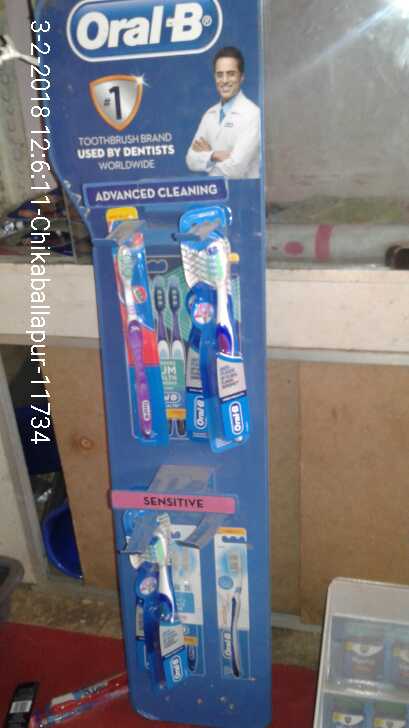 3-2-2018 12:6:11-Chikaballapur-11734
Oral-B®
#1
TOOTHBRUSH BRAND
USED BY DENTISTS
WORLDWIDE
ADVANCED CLEANING
Oral-B
Oral-B
SENSITIVE
Oral-B